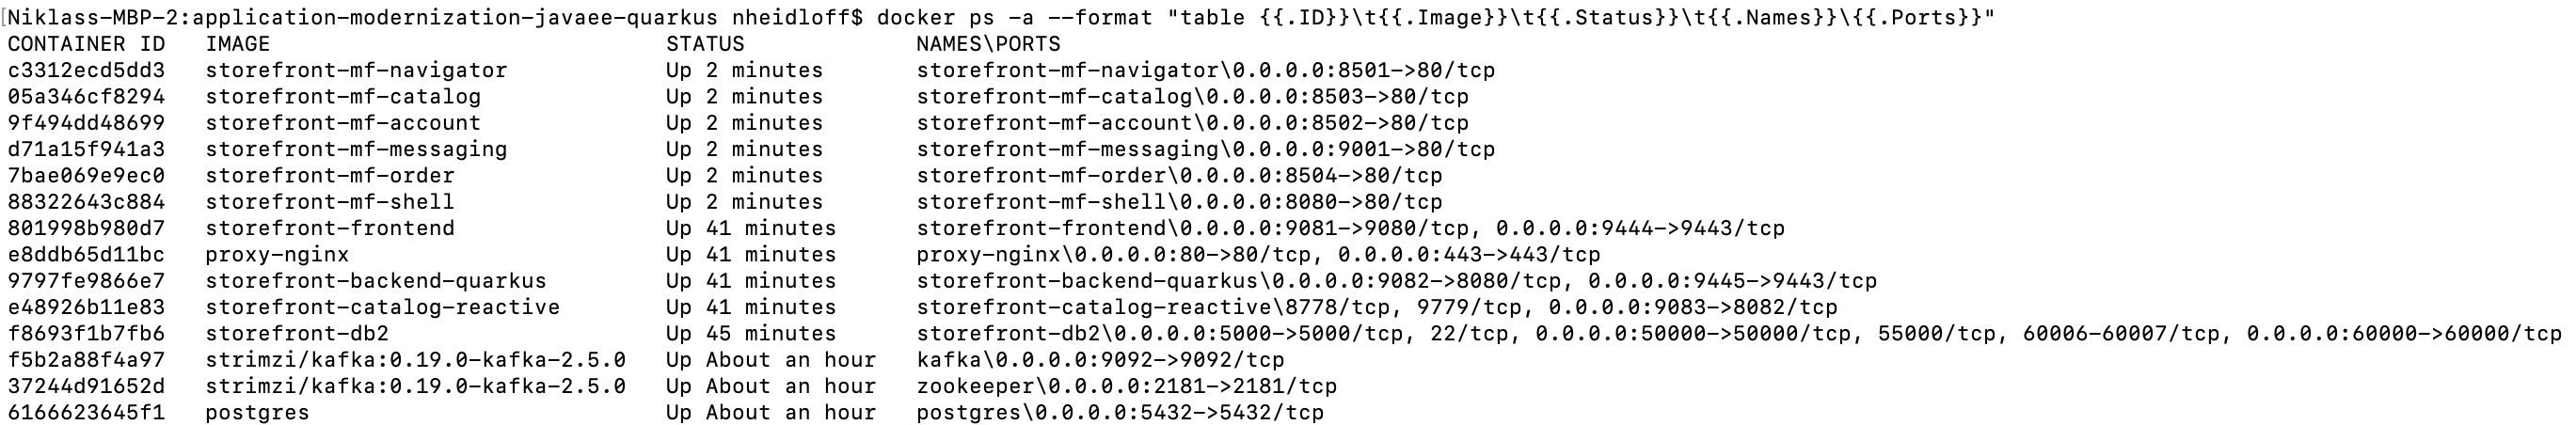 [Niklass-MBP-2:application-modernization-javaee-quarkus nheidloff$ docker ps -a --format "table {{.ID}}\t{{.Image}}\t{{.Status}}\t{{.Names}}\{{.Ports}}"
CONTAINER ID   IMAGE                              STATUS             NAMES\PORTS
c3312ecd5dd3   storefront-mf-navigator            Up 2 minutes       storefront-mf-navigator\0.0.0.0:8501->80/tcp
05a346cf8294   storefront-mf-catalog              Up 2 minutes       storefront-mf-catalog\0.0.0.0:8503->80/tcp
9f494dd48699   storefront-mf-account              Up 2 minutes       storefront-mf-account\0.0.0.0:8502->80/tcp
d71a15f941a3   storefront-mf-messaging            Up 2 minutes       storefront-mf-messaging\0.0.0.0:9001->80/tcp
7bae069e9ec0   storefront-mf-order                Up 2 minutes       storefront-mf-order\0.0.0.0:8504->80/tcp
88322643c884   storefront-mf-shell                Up 2 minutes       storefront-mf-shell\0.0.0.0:8080->80/tcp
801998b980d7   storefront-frontend                Up 41 minutes      storefront-frontend\0.0.0.0:9081->9080/tcp, 0.0.0.0:9444->9443/tcp
e8ddb65d11bc   proxy-nginx                        Up 41 minutes      proxy-nginx\0.0.0.0:80->80/tcp, 0.0.0.0:443->443/tcp
9797fe9866e7   storefront-backend-quarkus         Up 41 minutes      storefront-backend-quarkus\0.0.0.0:9082->8080/tcp, 0.0.0.0:9445->9443/tcp
e48926b11e83   storefront-catalog-reactive        Up 41 minutes      storefront-catalog-reactive\8778/tcp, 9779/tcp, 0.0.0.0:9083->8082/tcp
f8693f1b7fb6   storefront-db2                     Up 45 minutes      storefront-db2\0.0.0.0:5000->5000/tcp, 22/tcp, 0.0.0.0:50000->50000/tcp, 55000/tcp, 60006-60007/tcp, 0.0.0.0:60000->60000/tcp
f5b2a88f4a97   strimzi/kafka:0.19.0-kafka-2.5.0   Up About an hour   kafka\0.0.0.0:9092->9092/tcp
37244d91652d   strimzi/kafka:0.19.0-kafka-2.5.0   Up About an hour   zookeeper\0.0.0.0:2181->2181/tcp
6166623645f1   postgres                           Up About an hour   postgres\0.0.0.0:5432->5432/tcp